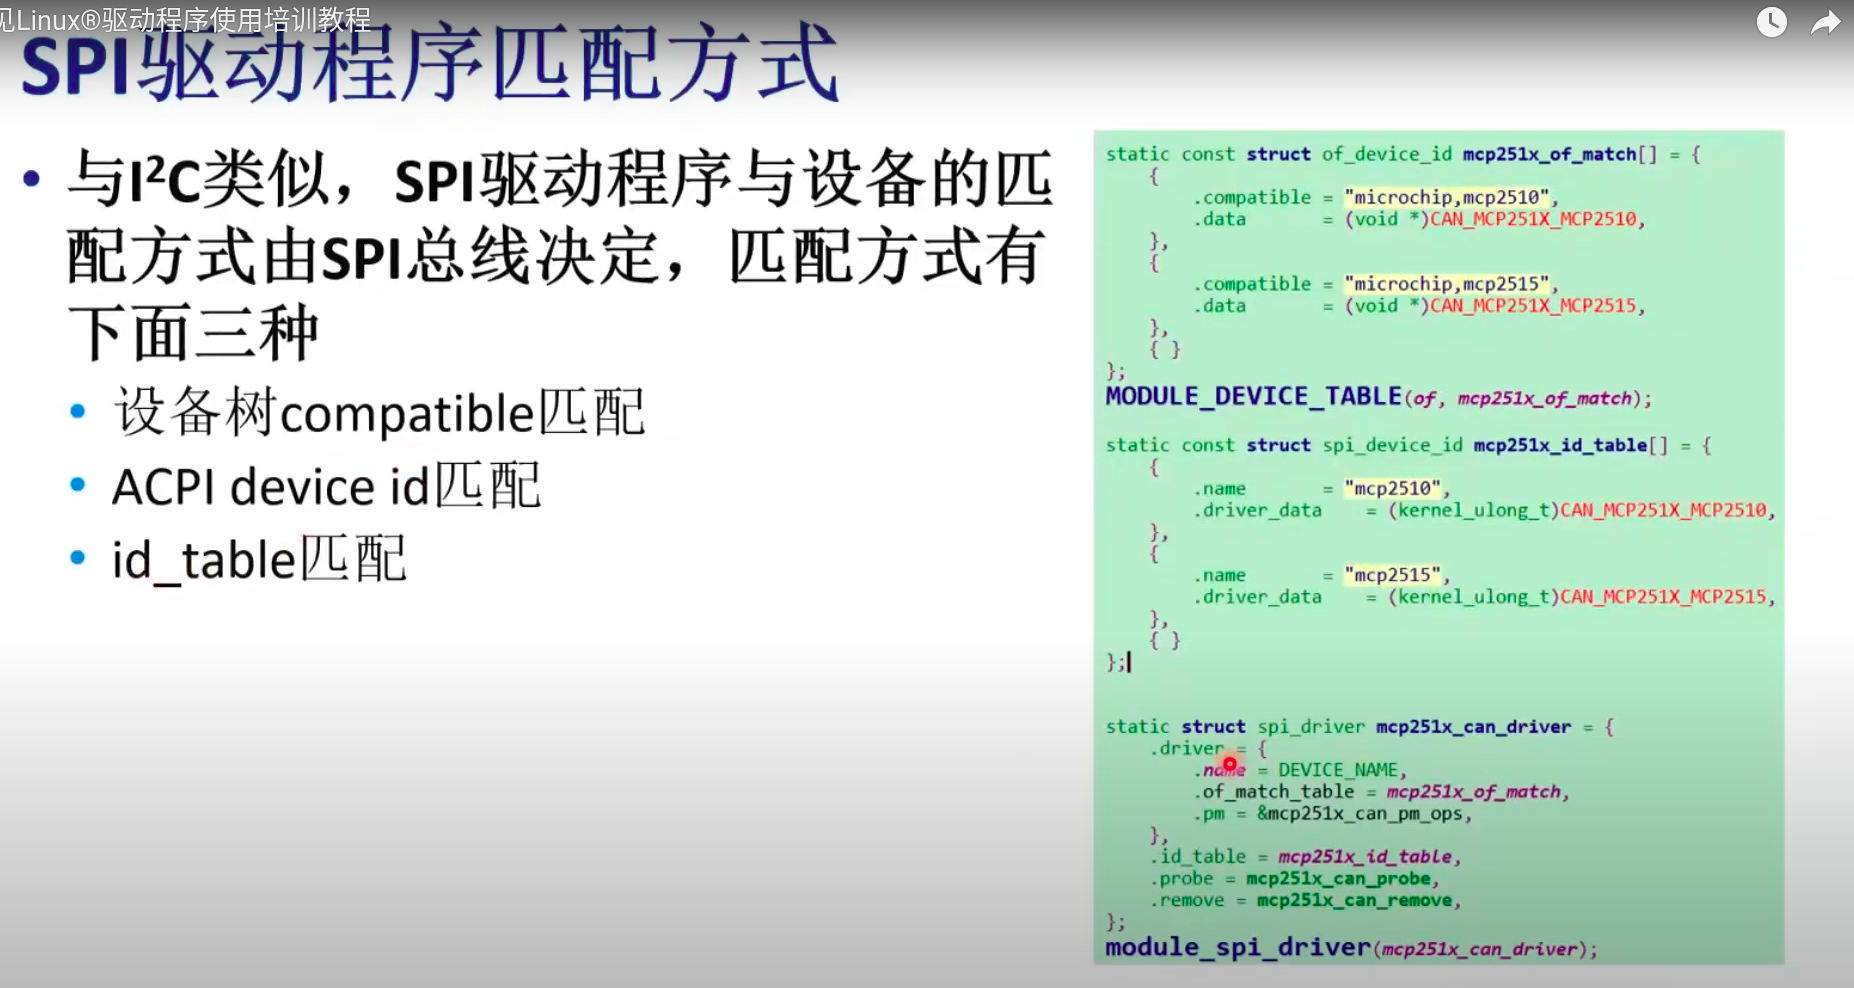 见Linux®驱动程序使用培训教程
SPI驱动程序匹配方式
• 与I²C类似，SPI驱动程序与设备的匹
配方式由SPI总线决定，匹配方式有
下面三种
• 设备树compatible匹配
• ACPI device id匹配
• id_table匹配
static const struct of_device_id mcp251x_of_match[] = {
{
.compatible = "microchip,mcp2510",
.data = (void *)CAN_MCP251X_MCP2510,
},
{
.compatible = "microchip,mcp2515",
.data = (void *)CAN_MCP251X_MCP2515,
},
{ }
};
MODULE_DEVICE_TABLE(of, mcp251x_of_match);
static const struct spi_device_id mcp251x_id_table[] = {
{
.name = "mcp2510",
.driver_data = (kernel_ulong_t)CAN_MCP251X_MCP2510,
},
{
.name = "mcp2515",
.driver_data = (kernel_ulong_t)CAN_MCP251X_MCP2515,
},
{ }
};
static struct spi_driver mcp251x_can_driver = {
.driver = {
.name = DEVICE_NAME,
.of_match_table = mcp251x_of_match,
.pm = &mcp251x_can_pm_ops,
},
.id_table = mcp251x_id_table,
.probe = mcp251x_can_probe,
.remove = mcp251x_can_remove,
};
module_spi_driver(mcp251x_can_driver);